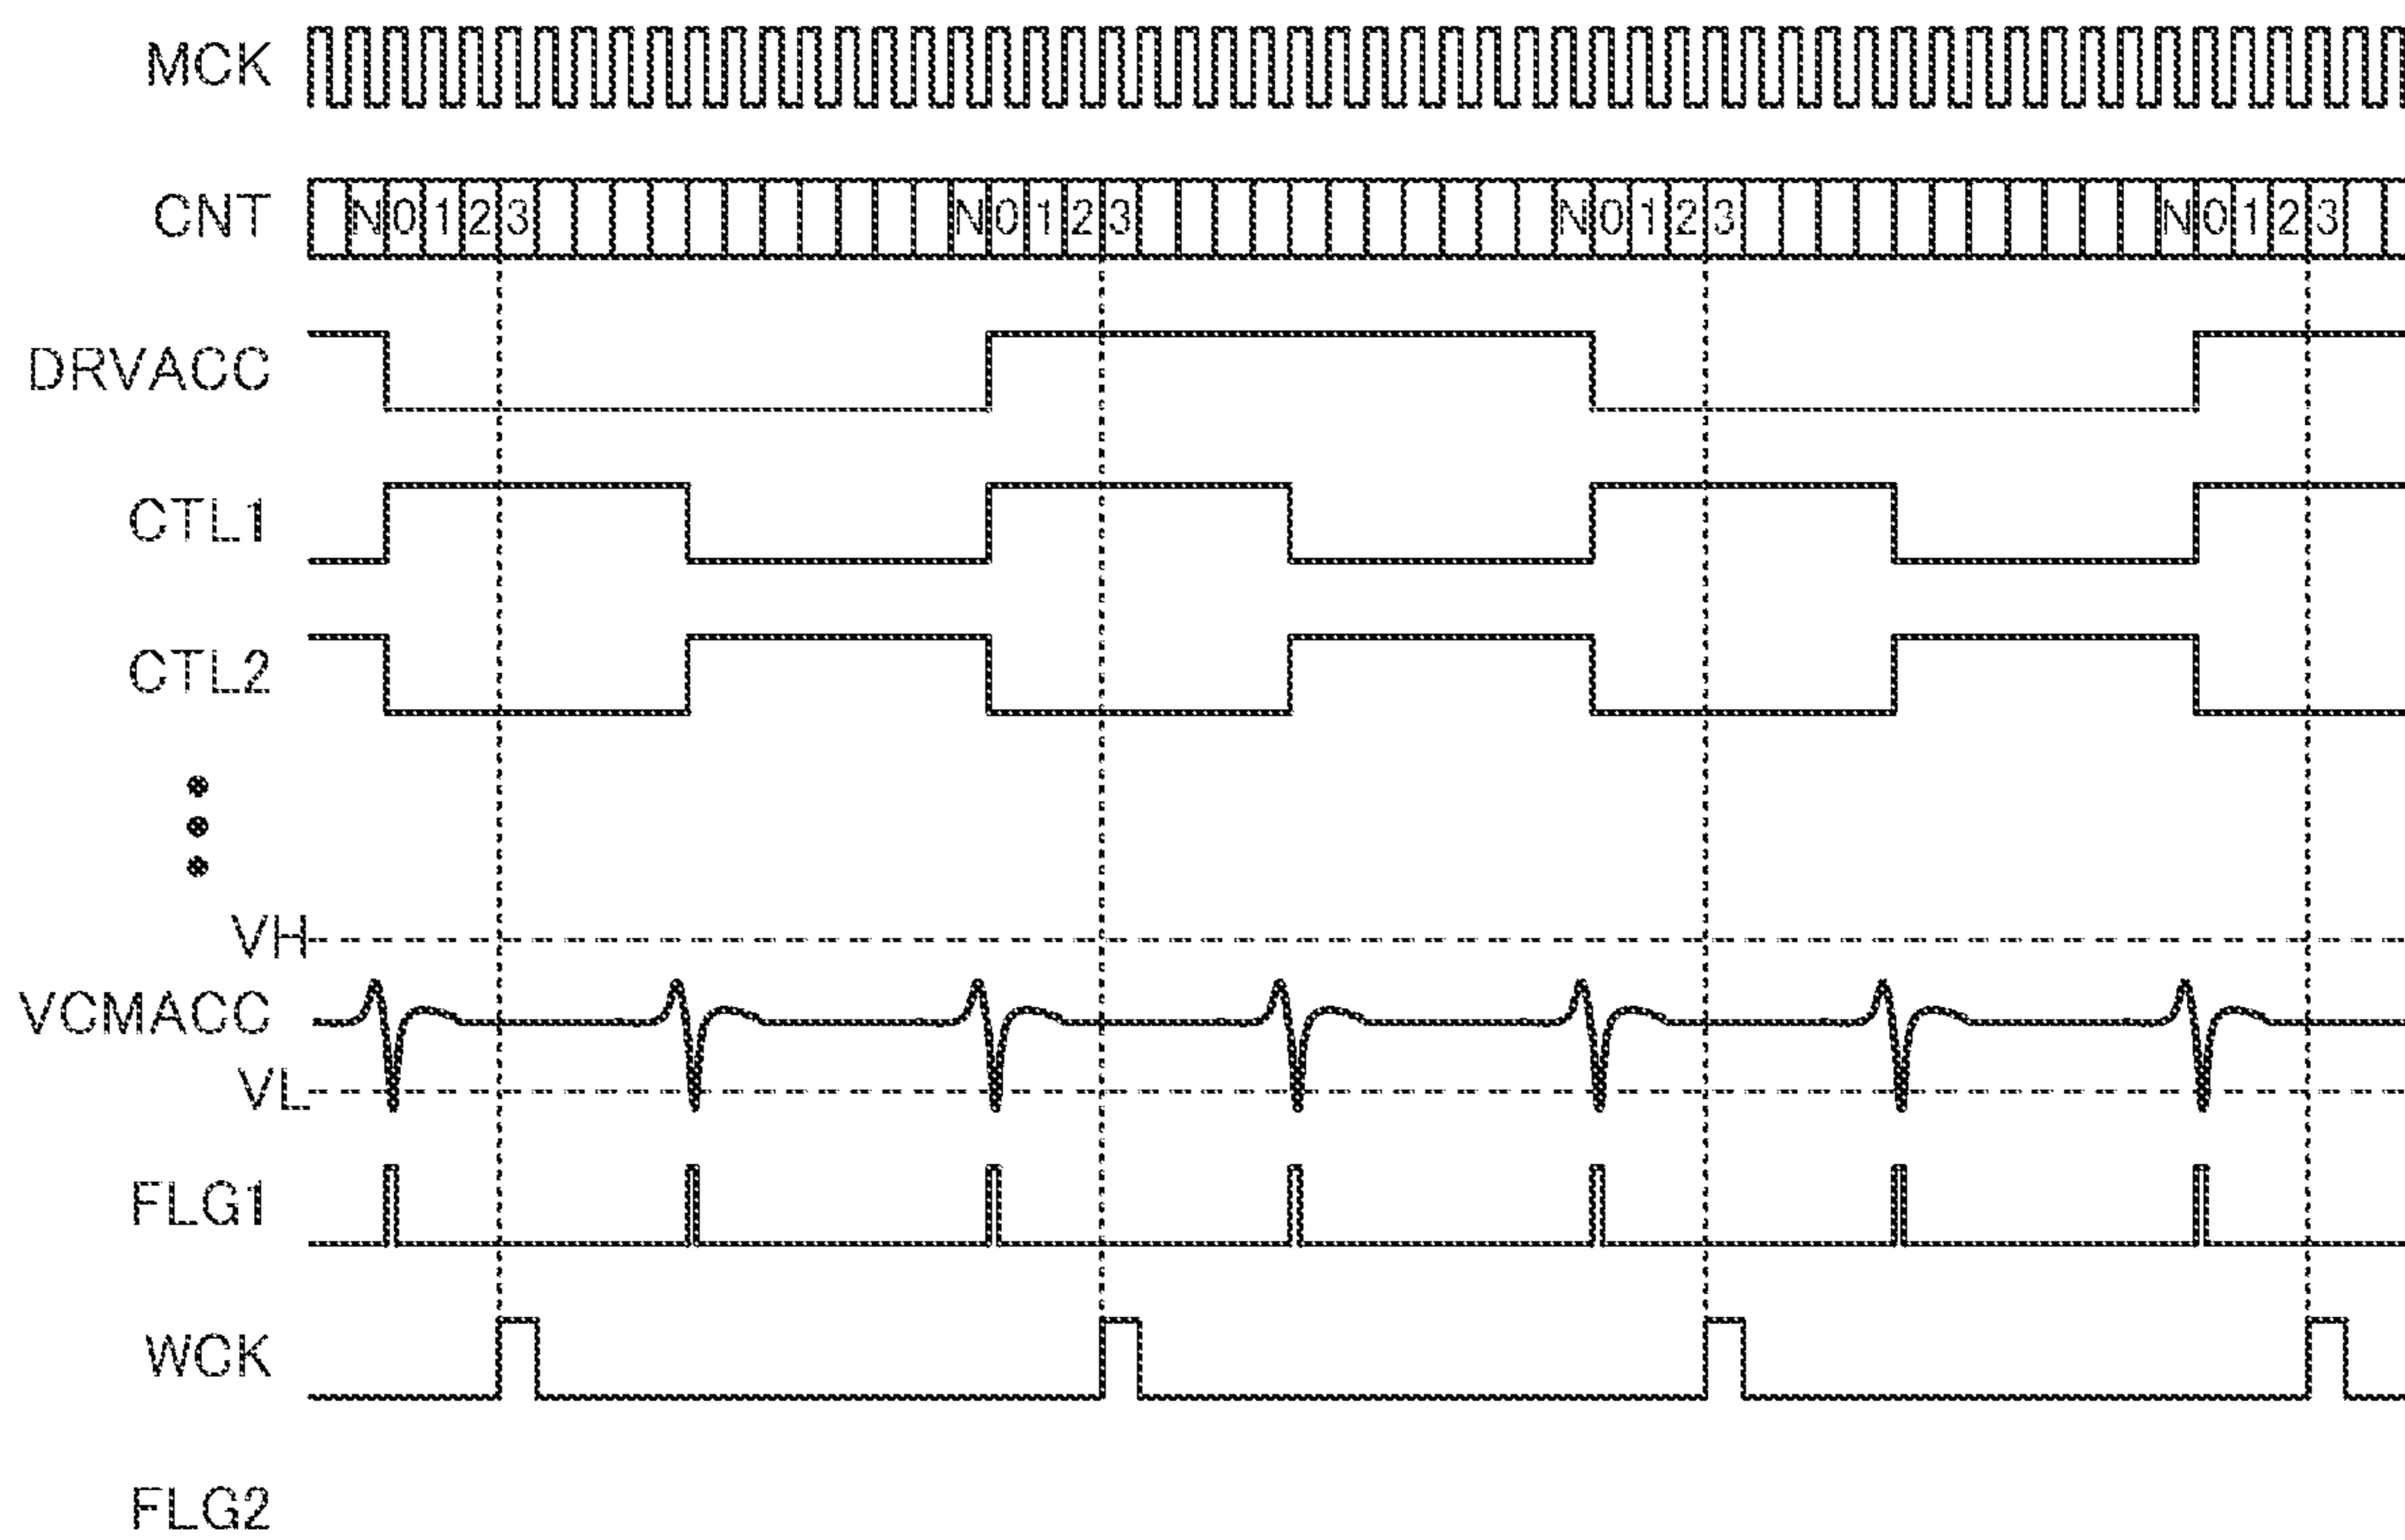 MCK
CNT N 0 1 2 3 N 0 1 2 3 N 0 1 2 3 N 0 1 2 3
DRVACC
CTL1
CTL2
VH
VCMACC
VL
FLG1
WCK
FLG2